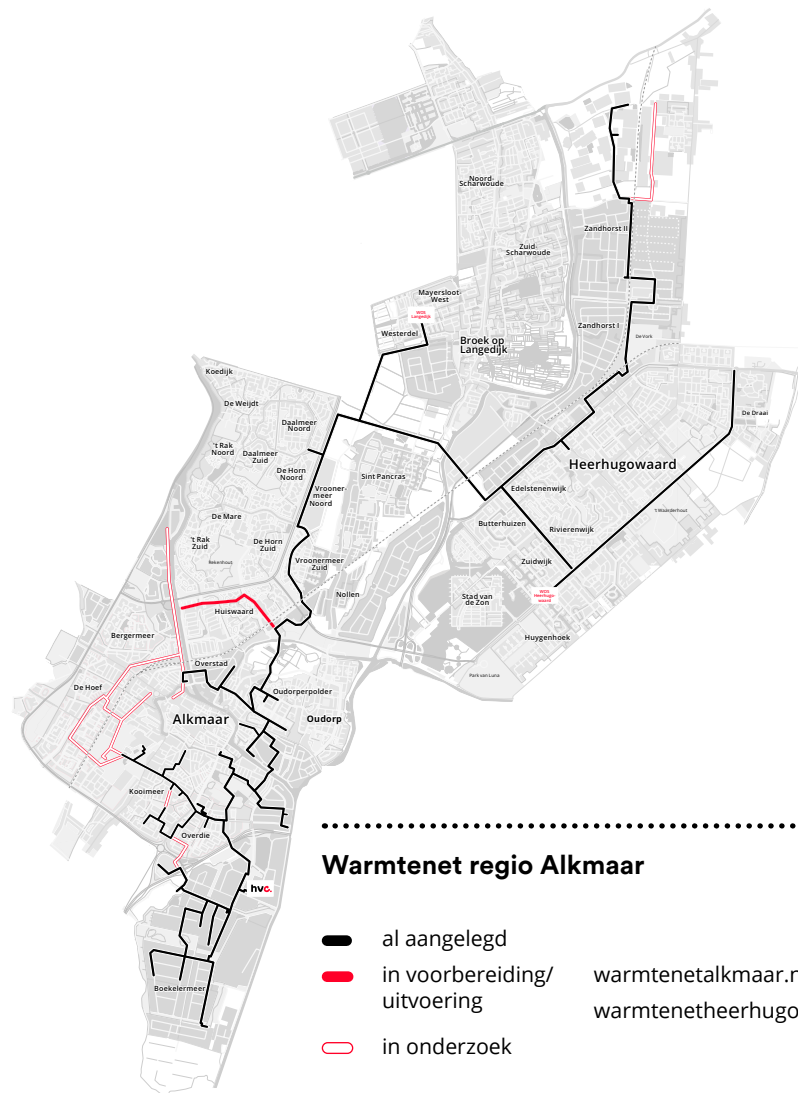 Noord-
Scharwoude
Zandhorst II
Zuid-
Scharwoude
Mayersloot-
West
WOS
Langedijk
Zandhorst I
Westerdel
De Vork
Broek op
Langedijk
Koedijk
De Weijdt
De Draai
Daalmeer
Noord
't Rak
Noord
Daalmeer
Zuid
Heerhugowaard
De Horn
Noord
Sint Pancras
Vrooner-
meer
Noord
Edelstenenwijk
't Waarderhout
De Mare
Butterhuizen
Rivierenwijk
't Rak
Zuid
De Horn
Zuid
Rekenhout
Vroonermeer
Zuid
Zuidwijk
Nollen
WOS
Heerhugo-
waard
Stad van
de Zon
Huiswaard
Bergermeer
Huygenhoek
Overstad
Park van Luna
De Hoef
Oudorperpolder
Alkmaar
Oudorp
Kooimeer
Overdie
hvc.
Boekelermeer
Warmtenet regio Alkmaar
al aangelegd
in voorbereiding/
uitvoering
in onderzoek
warmtenetalkmaar.n
warmtenetheerhugo